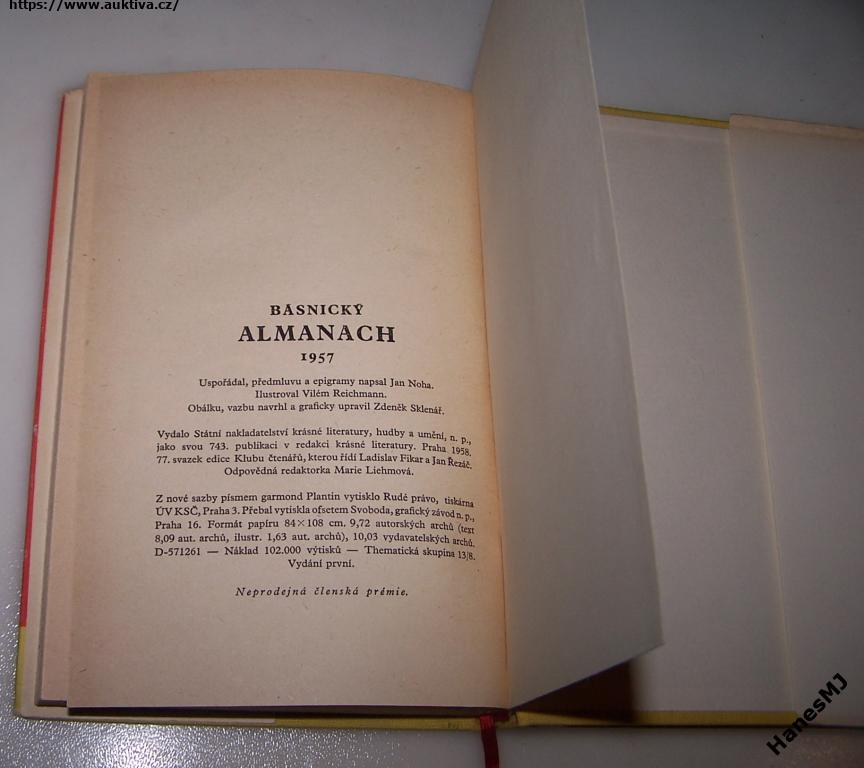 https://www.auktiva.cz/
BÁSNICKÝ
ALMANACH
1957
Uspořádal, předmluvu a epigramy napsal Jan Noha.
Ilustroval Vilém Reichmann.
Obálku, vazbu navrhl a graficky upravil Zdeněk Sklenář.
Vydalo Státní nakladatelství krásné literatury, hudby a umění, n. p.,
jako svou 743. publikaci v redakci krásné literatury. Praha 1958.
77. svazek edice Klubu čtenářů, kterou řídí Ladislav Fikar a Jan Řezáč.
Odpovědná redaktorka Marie Liehmová.
Z nové sazby písmem garmond Plantin vytisklo Rudé právo, tiskárna
ÚV KSČ, Praha 3. Přebal vytiskla ofsetem Svoboda, grafický závod n. p.,
Praha 16. Formát papíru 84×108 cm. 9,72 autorských archů (text
8,09 aut. archů, ilustr. 1,63 aut. archů), 10,03 vydavatelských archů.
D-571261 — Náklad 102.000 výtisků — Thematická skupina 13/8.
Vydání první.
Neprodejná členská prémie.
HanesMJ